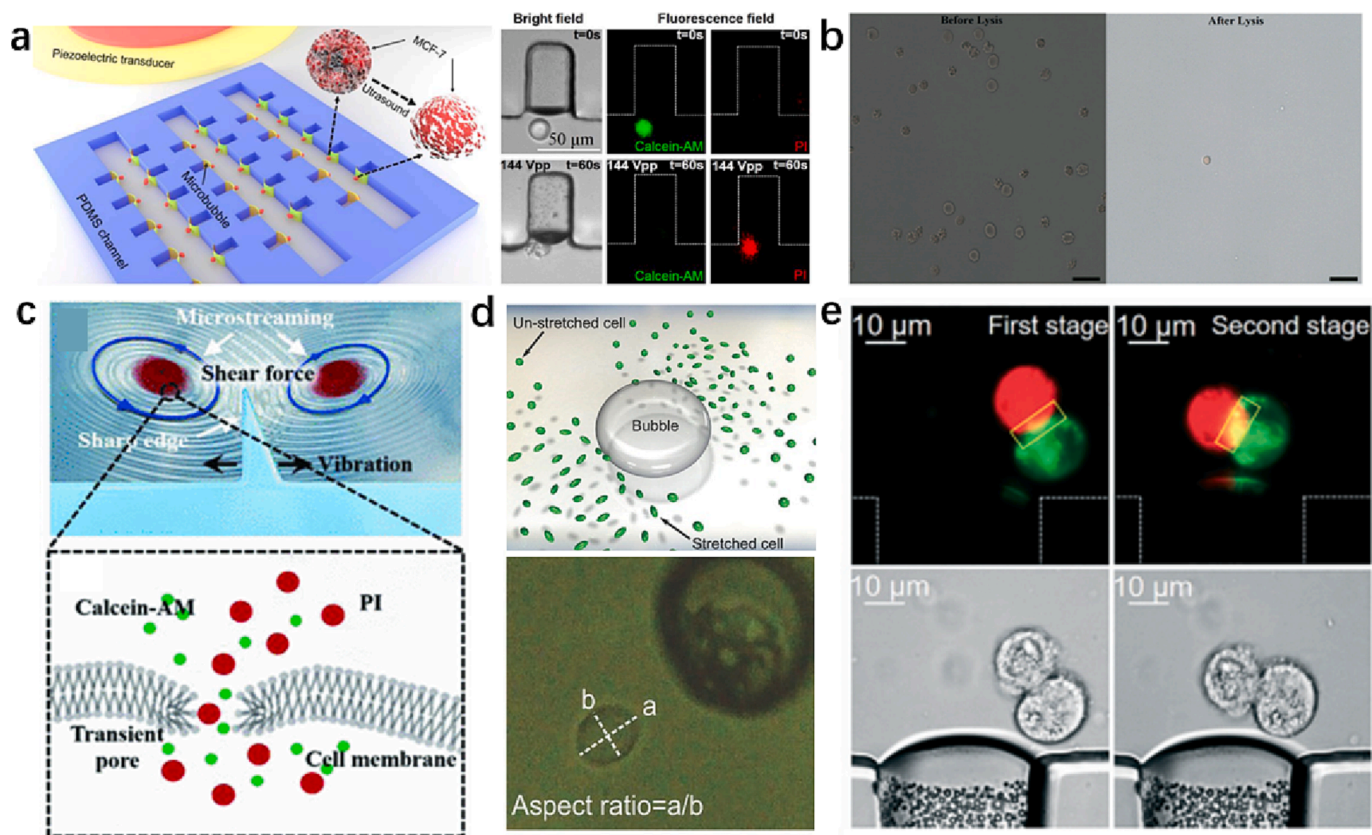 a
Piezoelectric transducer
MCF-7
Ultrasound
Microbubble
PDMS channel
Bright field
Fluorescence field
t=0s
t=0s
t=0s
50 μm
Calcein-AM
PI
144 Vpp t=60s
144 Vpp t=60s
144 Vpp t=60s
Calcein-AM
PI
b
Before Lysis
After Lysis
c
Microstreaming
Shear force
Sharp edge
Vibration
Calcein-AM
PI
Transient
pore
Cell membrane
d
Un-stretched cell
Bubble
Stretched cell
b
a
Aspect ratio=a/b
e
10 μm
First stage
10 μm
Second stage
10 μm
10 μm